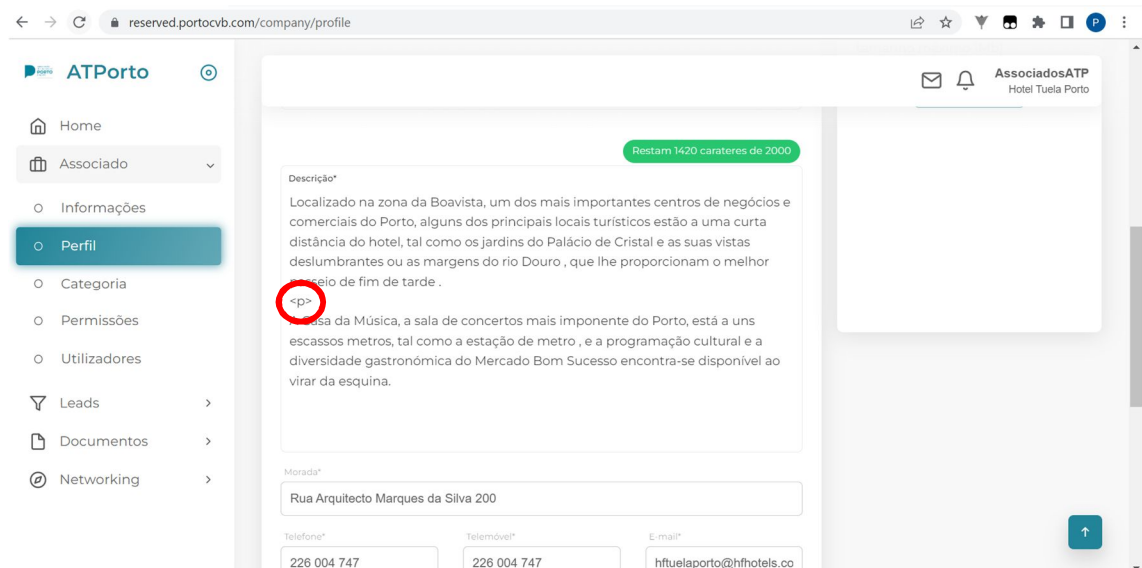 reserved.portocvb.com/company/profile
P
ATPorto
AssociadosATP
Hotel Tuela Porto
Home
Associado
Informações
Perfil
Categoria
Permissões
Utilizadores
Leads
Documentos
Networking
Restam 1420 carateres de 2000
Descrição*
Localizado na zona da Boavista, um dos mais importantes centros de negócios e
comerciais do Porto, alguns dos principais locais turísticos estão a uma curta
distância do hotel, tal como os jardins do Palácio de Cristal e as suas vistas
deslumbrantes ou as margens do rio Douro , que lhe proporcionam o melhor
passeio de fim de tarde .
<p>
A Casa da Música, a sala de concertos mais imponente do Porto, está a uns
escassos metros, tal como a estação de metro , e a programação cultural e a
diversidade gastronómica do Mercado Bom Sucesso encontra-se disponível ao
virar da esquina.
Morada*
Rua Arquitecto Marques da Silva 200
Telefone*
Telemóvel*
E-mail*
226 004 747
226 004 747
hftuelaporto@hfhotels.co